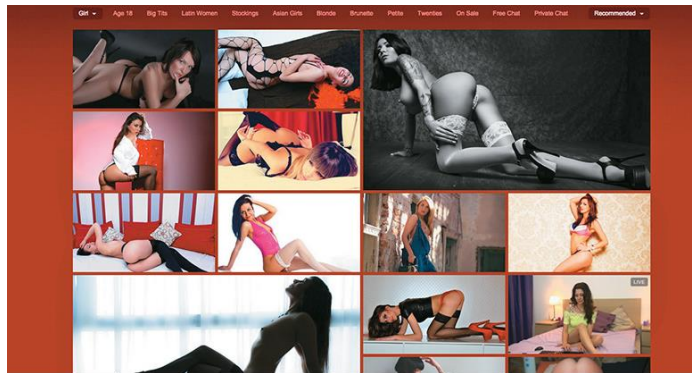 Girl Age 18 Big Tits Latin Women Stockings Asian Girls Blonde Brunette Petite Twenties On Sale Free Chat Private Chat Recommended
LIVE